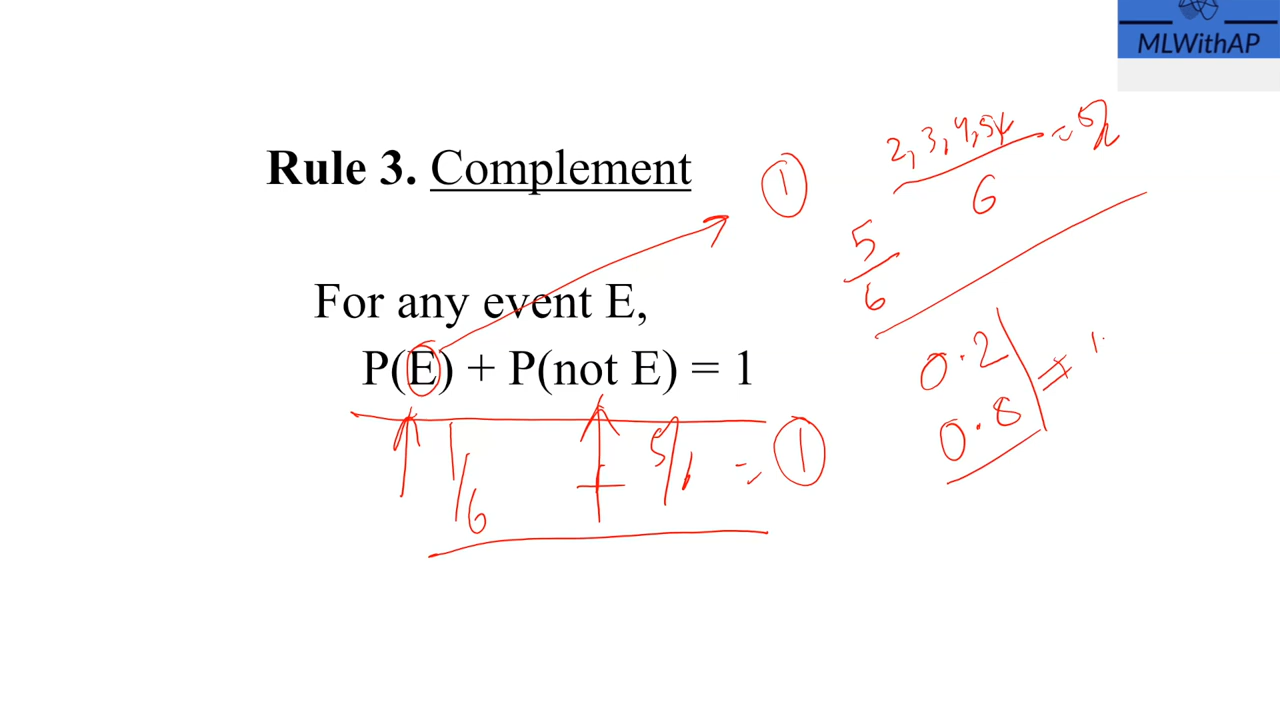 MLWithAP
2, 3, 4, 5,
6
Rule 3. Complement
1
5
6
For any event E,
P(E) + P(not E) = 1
0.2
0.8
= 1
1/6 + 5/6 = 1